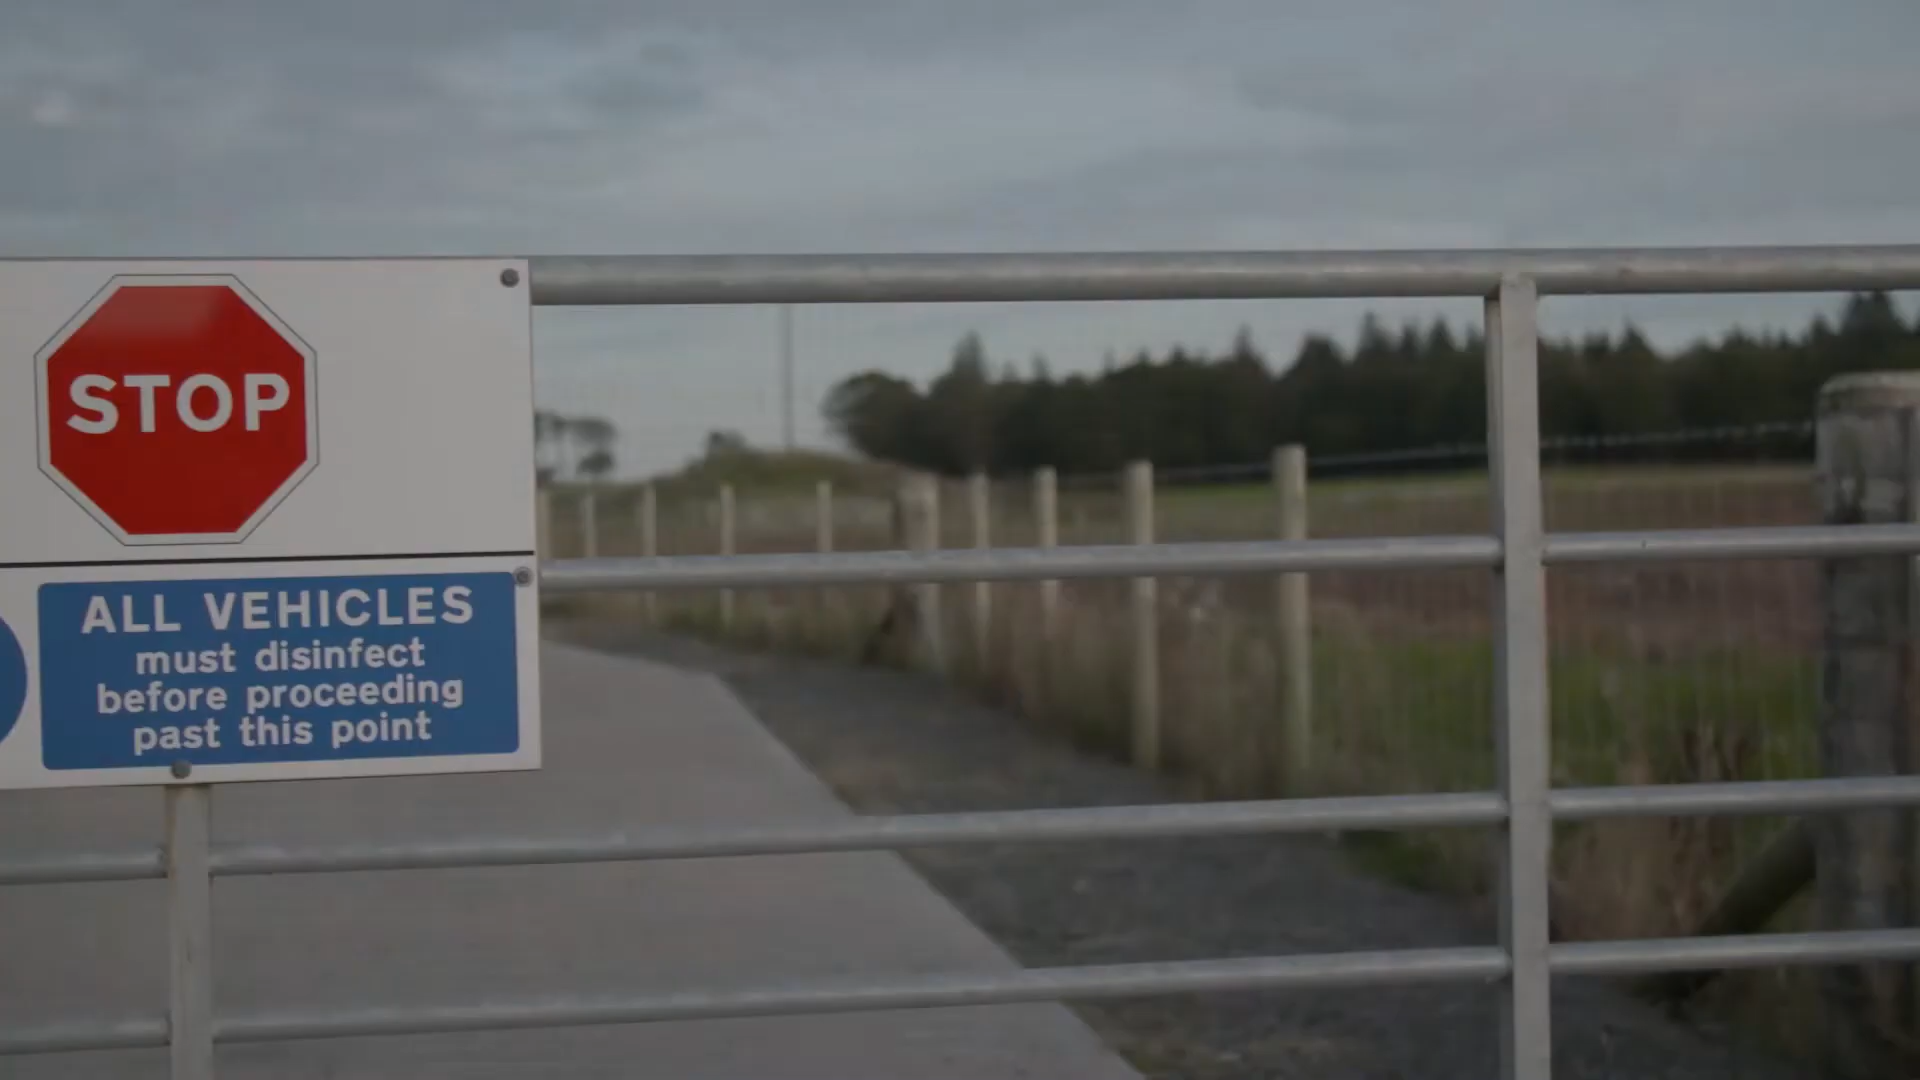 STOP
ALL VEHICLES
must disinfect
before proceeding
past this point